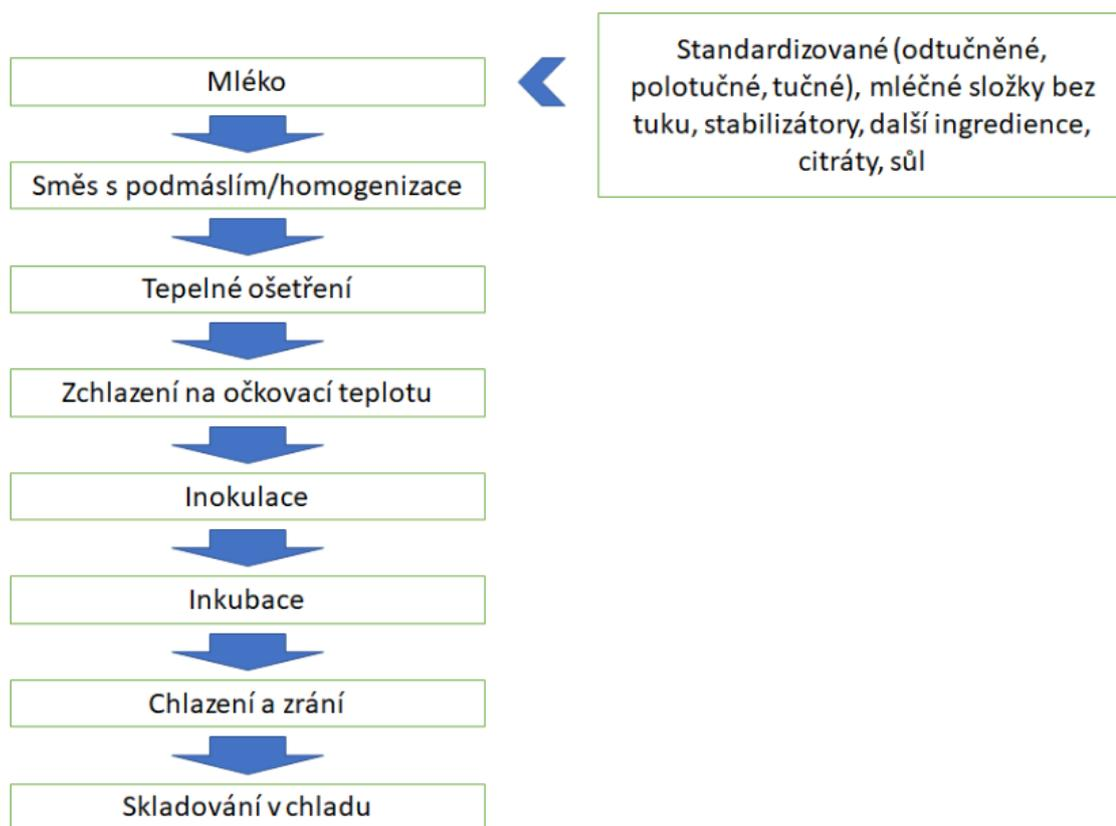 Mléko
Standardizované (odtučněné,
polotučné, tučné), mléčné složky bez
tuku, stabilizátory, další ingredience,
citráty, sůl
Směs s podmáslím/homogenizace
Tepelné ošetření
Zchlazení na očkovací teplotu
Inokulace
Inkubace
Chlazení a zrání
Skladování v chladu